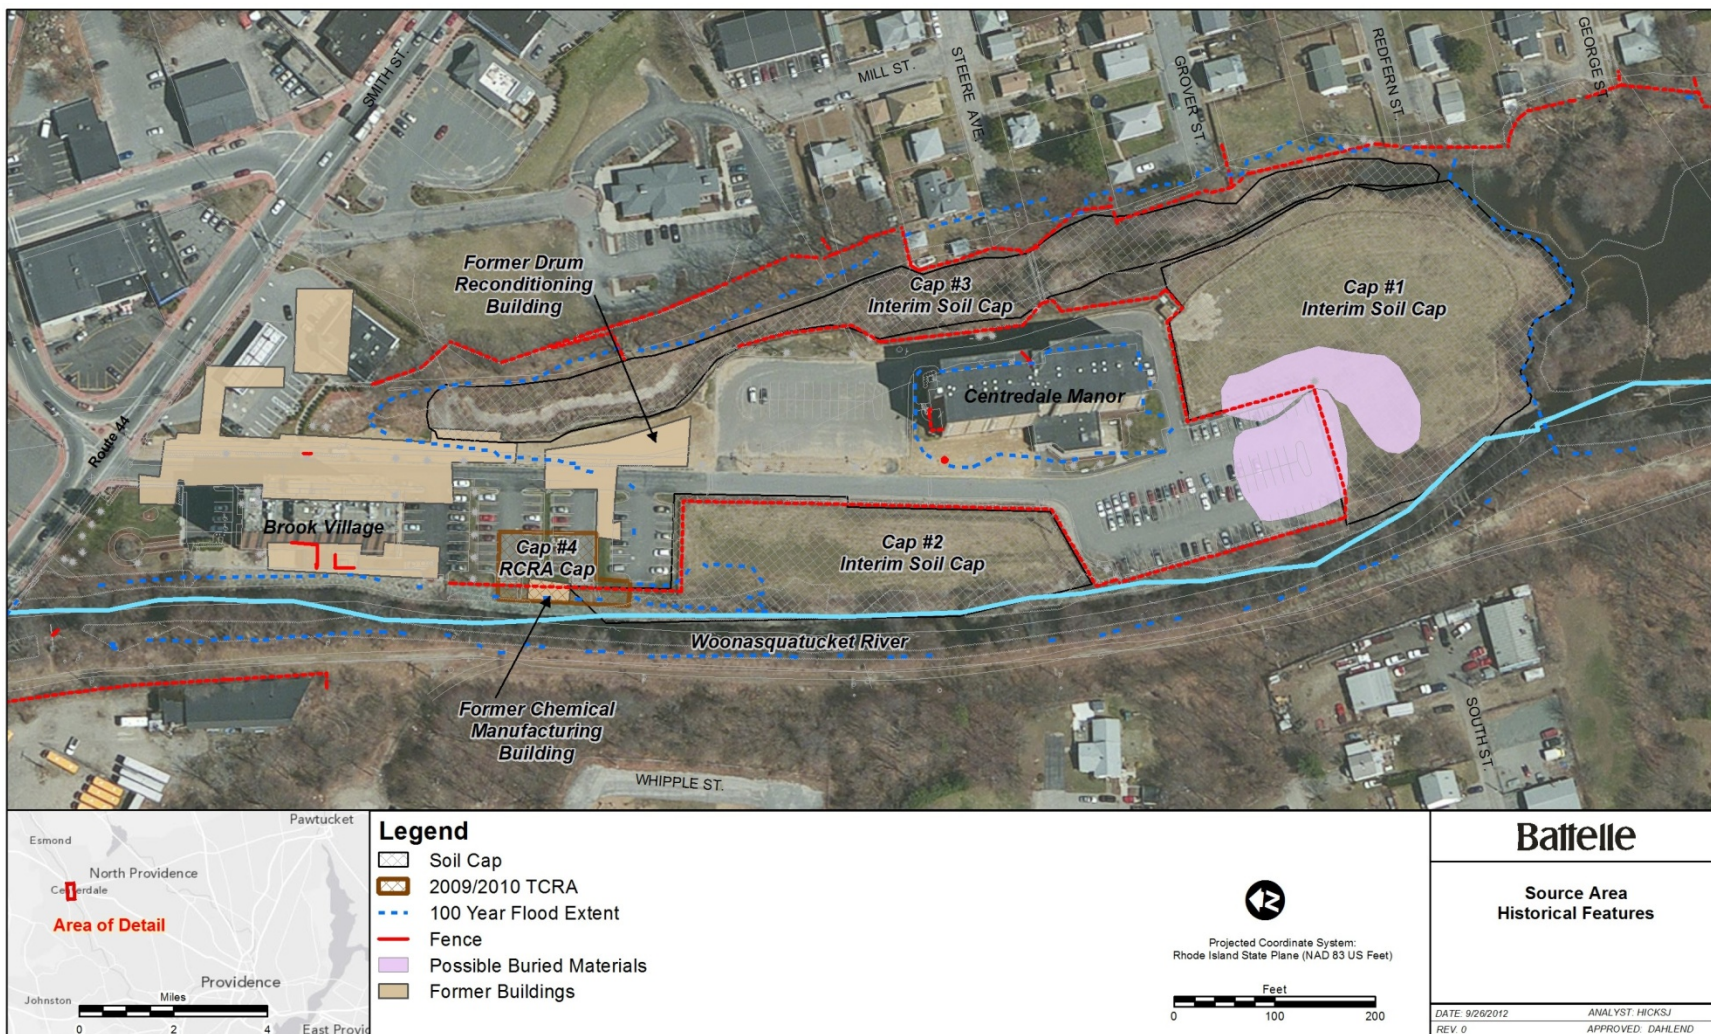 SMITH ST.
MILL ST.
STEERE AVE
GROVER ST.
REDFERN ST.
GEORGE ST
Former Drum
Reconditioning
Building
Cap #3
Interim Soil Cap
Cap #1
Interim Soil Cap
Centredale Manor
Route 44
Brook Village
Cap #4
RCRA Cap
Cap #2
Interim Soil Cap
Woonasquatucket River
Former Chemical
Manufacturing
Building
WHIPPLE ST.
SOUTH ST.
Pawtucket
Esmond
North Providence
Area of Detail
Providence
Johnston
Miles
0 2 4
Legend
Soil Cap
2009/2010 TCRA
100 Year Flood Extent
Fence
Possible Buried Materials
Former Buildings
N
Projected Coordinate System:
Rhode Island State Plane (NAD 83 US Feet)
Feet
0 100 200
Battelle
Source Area
Historical Features
DATE: 9/26/2012 ANALYST: HICKSJ
REV. 0 APPROVED: DAHLEND